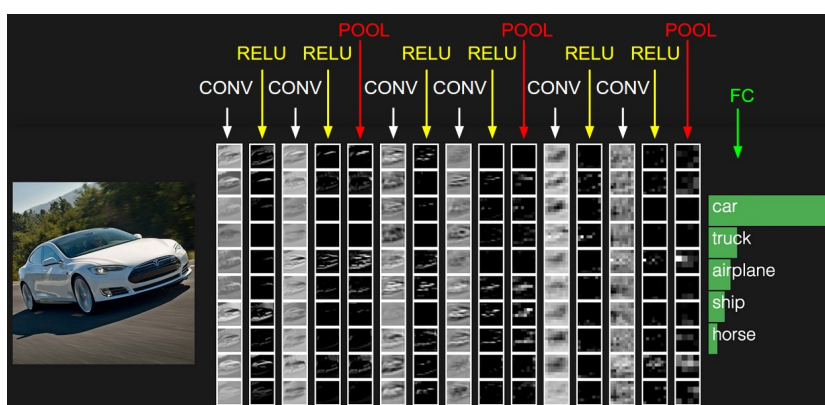 POOL POOL POOL
RELU RELU RELU RELU RELU RELU
CONV CONV CONV CONV CONV CONV
FC
car
truck
airplane
ship
horse